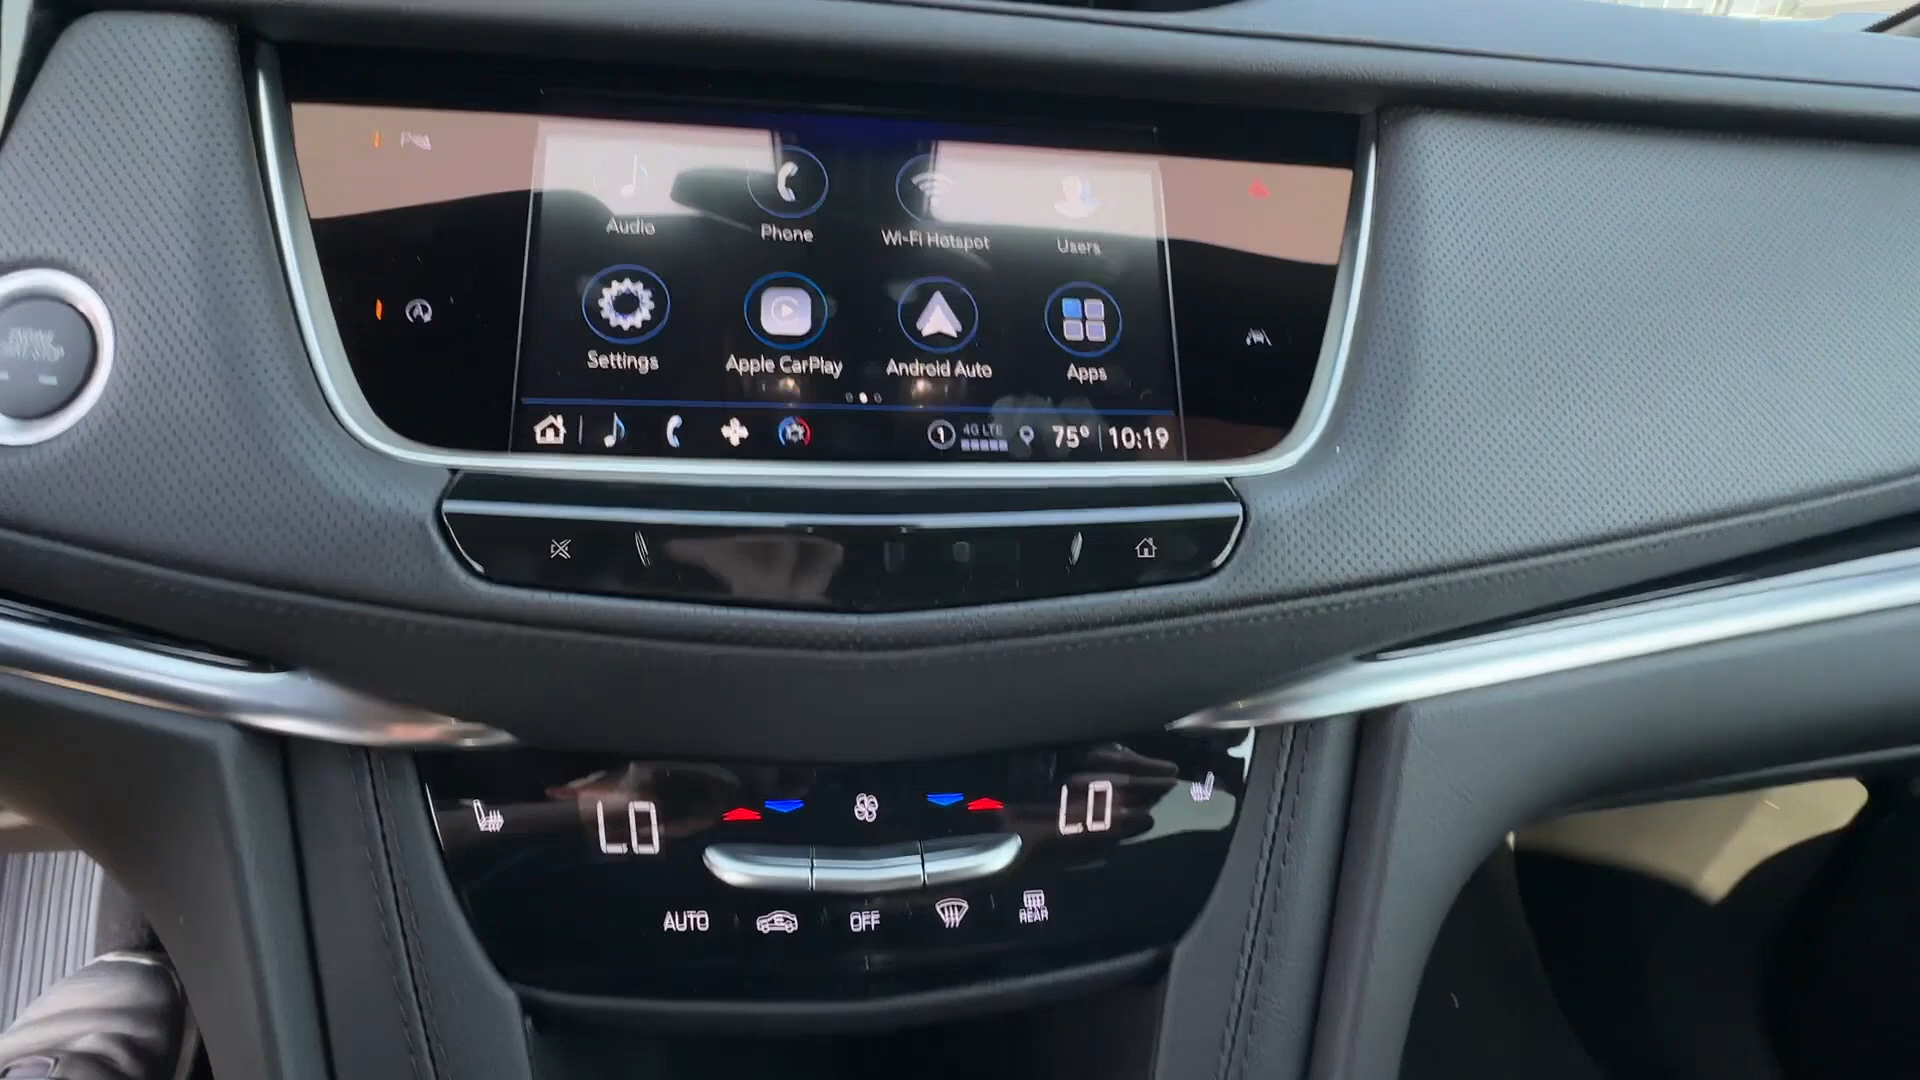 Audio Phone Wi-Fi Hotspot Users
Settings Apple CarPlay Android Auto Apps
1 4G LTE 75° 10:19
LO LO
AUTO OFF REAR